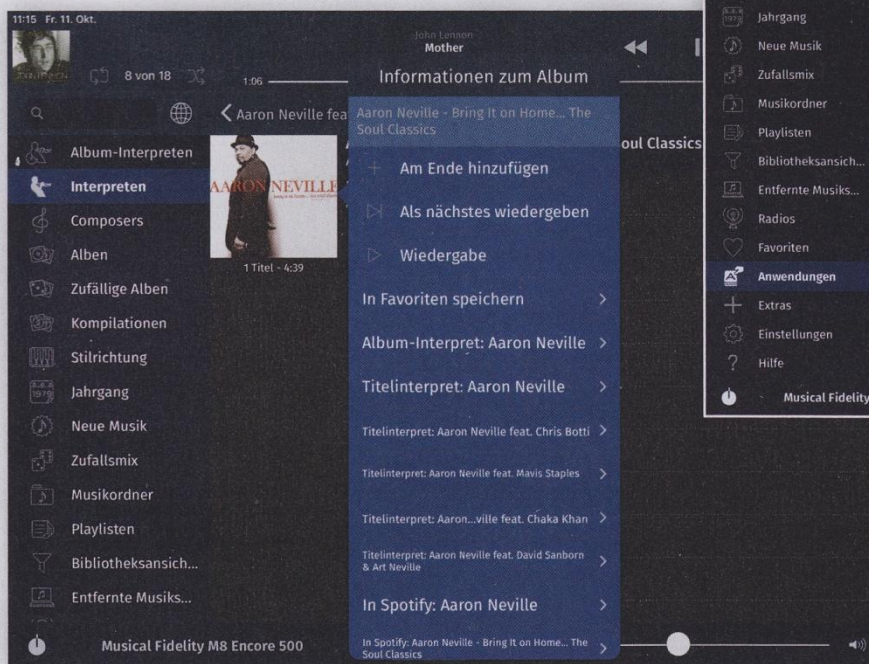 11:15 Fr. 11. Okt.
John Lennon
Mother
8 von 18
1:06
Informationen zum Album
Aaron Neville fea
Aaron Neville - Bring It on Home... The
Soul Classics
oul Classics
AARON NEVILLE
1 Titel - 4:39
Album-Interpreten
Interpreten
Composers
Alben
Zufällige Alben
Kompilationen
Stilrichtung
1979
Jahrgang
Neue Musik
Zufallsmix
Musikordner
Playlisten
Bibliotheksansich...
Entfernte Musiks...
Am Ende hinzufügen
Als nächstes wiedergeben
Wiedergabe
In Favoriten speichern
Album-Interpret: Aaron Neville
Titelinterpret: Aaron Neville
Titelinterpret: Aaron Neville feat. Chris Botti
Titelinterpret: Aaron Neville feat. Mavis Staples
Titelinterpret: Aaron...ville feat. Chaka Khan
Titelinterpret: Aaron Neville feat. David Sanborn
& Art Neville
In Spotify: Aaron Neville
In Spotify: Aaron Neville - Bring It on Home... The
Soul Classics
Musical Fidelity M8 Encore 500
1979
Jahrgang
Neue Musik
Zufallsmix
Musikordner
Playlisten
Bibliotheksansich...
Entfernte Musiks...
Radios
Favoriten
Anwendungen
Extras
Einstellungen
Hilfe
Musical Fidelity